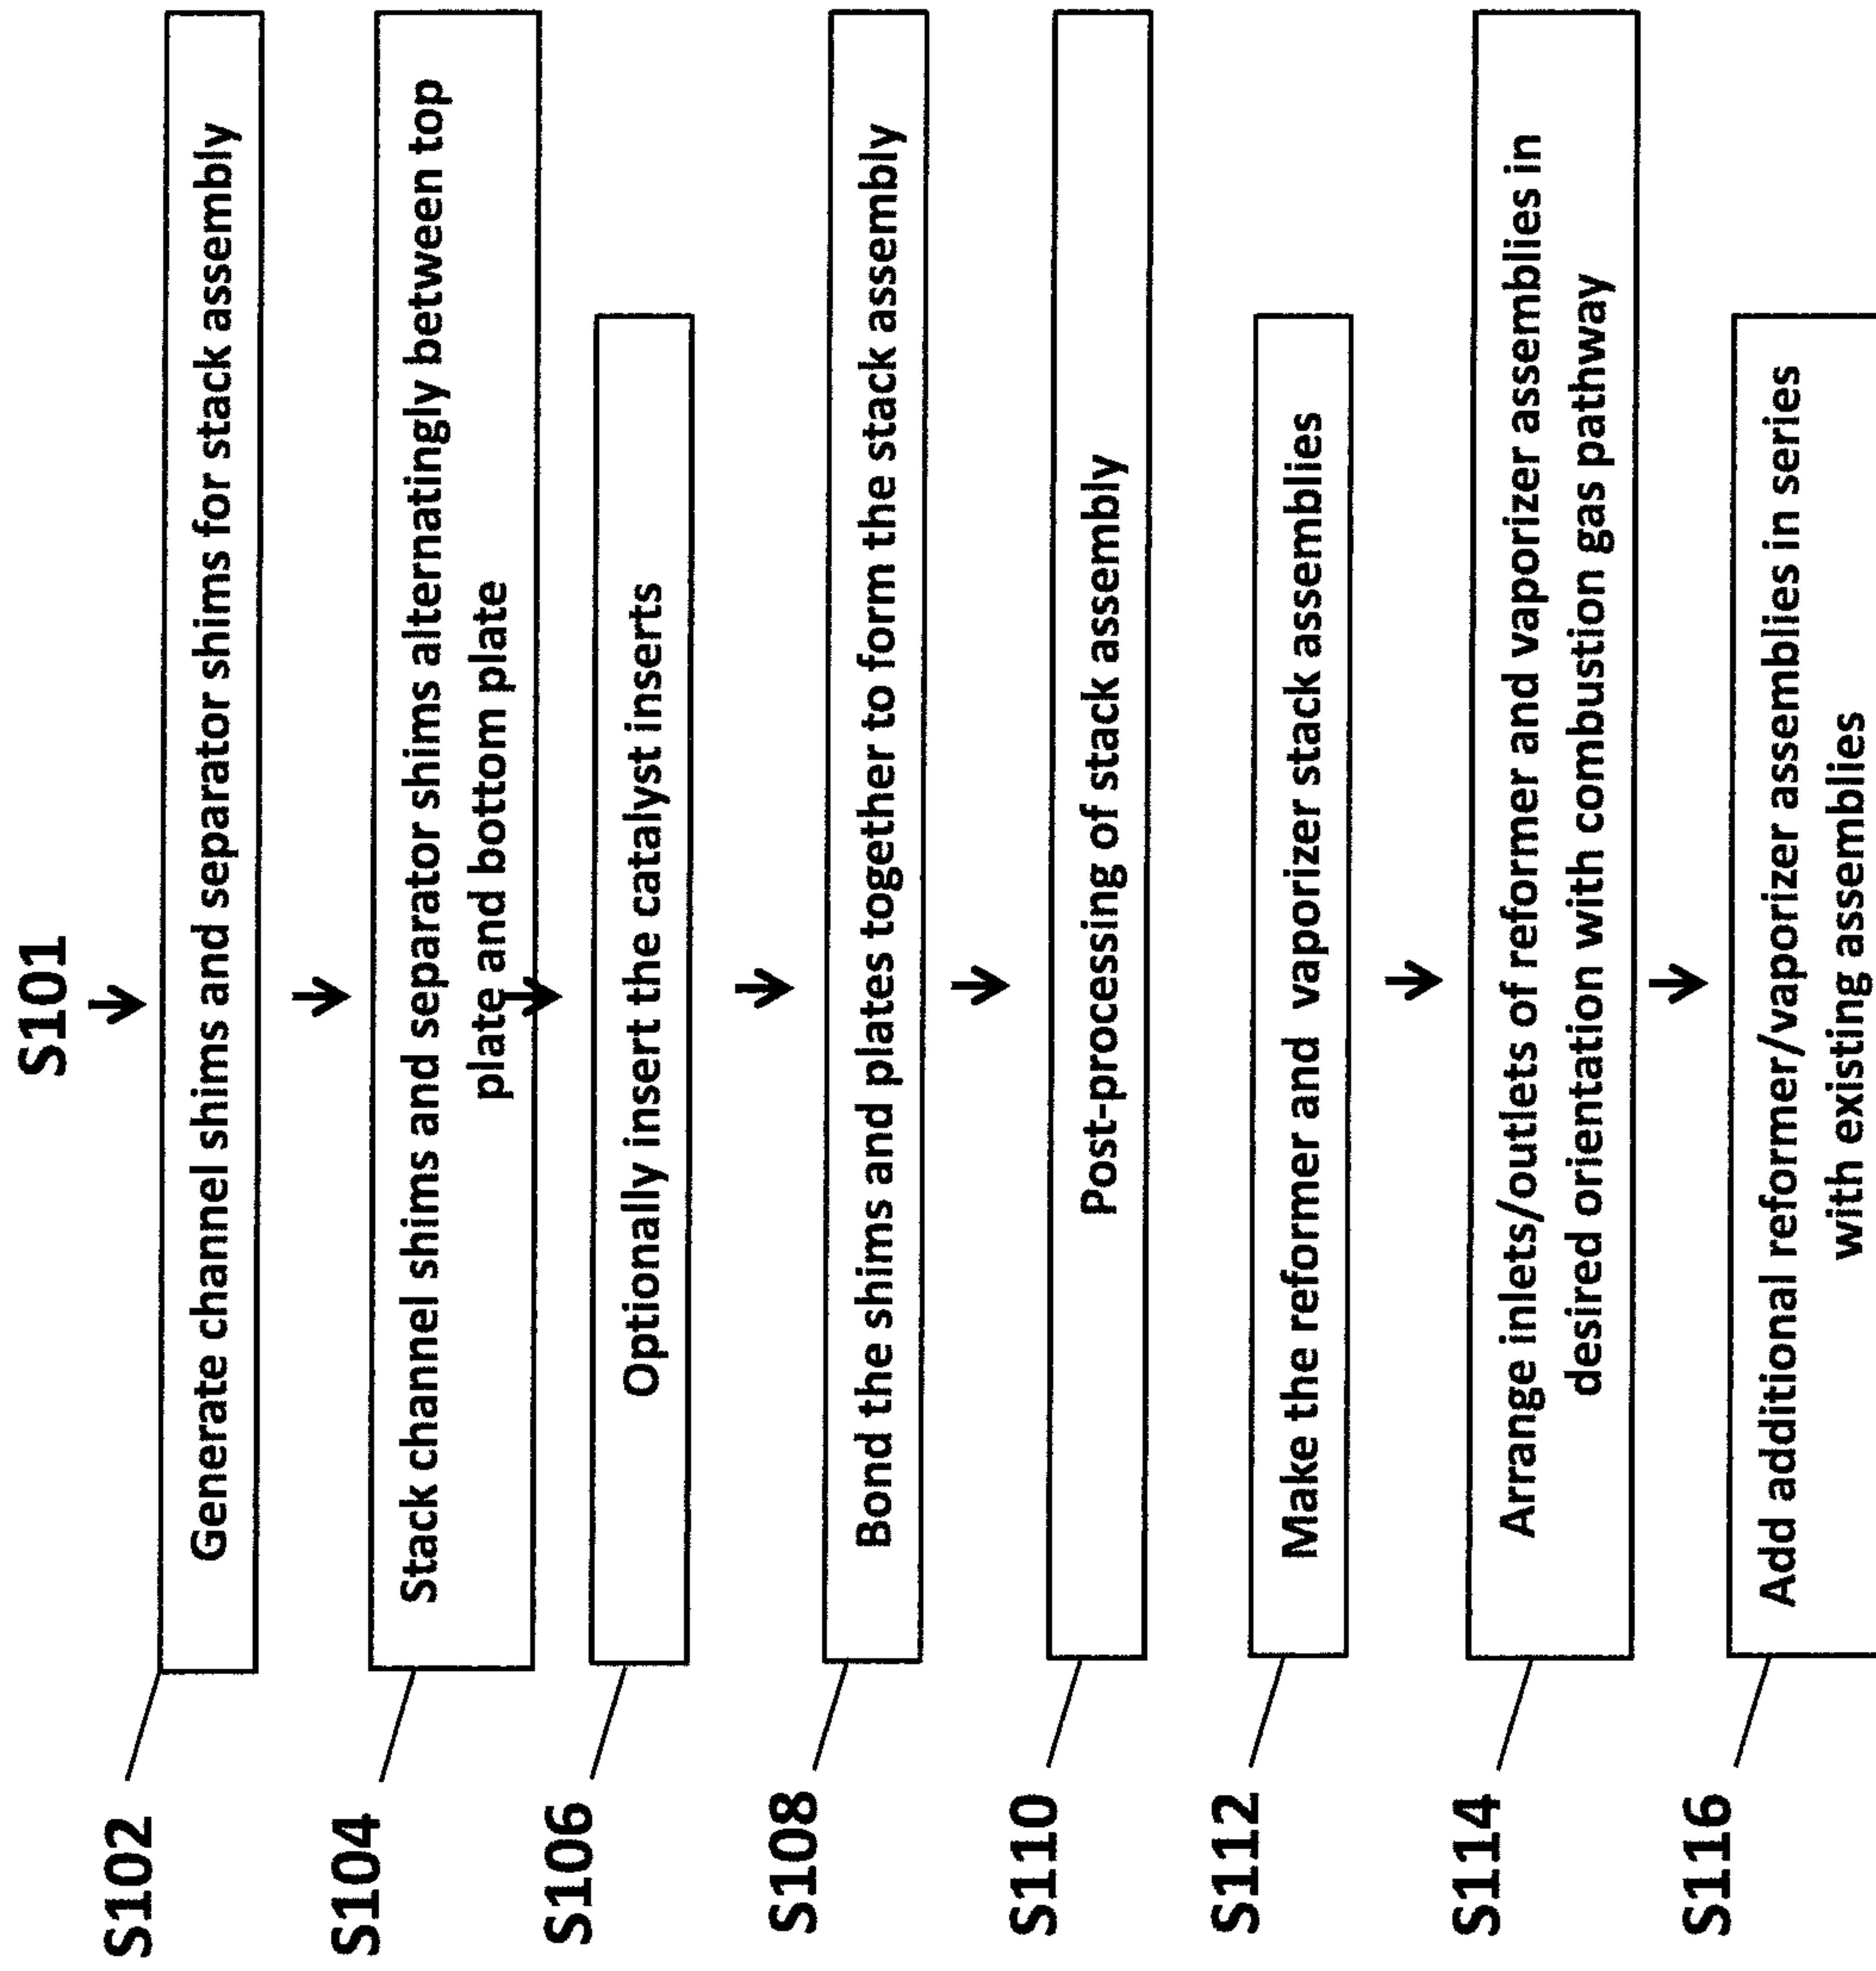 S101
S102
Generate channel shims and separator shims for stack assembly
S104
Stack channel shims and separator shims alternatingly between top
plate and bottom plate
S106
Optionally insert the catalyst inserts
S108
Bond the shims and plates together to form the stack assembly
S110
Post-processing of stack assembly
S112
Make the reformer and vaporizer stack assemblies
S114
Arrange inlets/outlets of reformer and vaporizer assemblies in
desired orientation with combustion gas pathway
S116
Add additional reformer/vaporizer assemblies in series
with existing assemblies